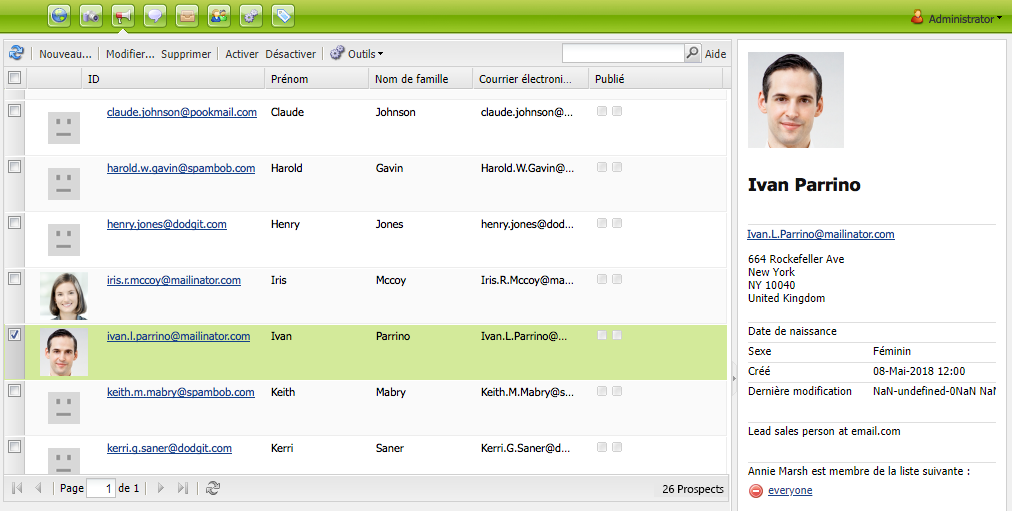 Administrator
Nouveau... Modifier... Supprimer Activer Désactiver Outils Aide
ID Prénom Nom de famille Courrier électroni... Publié
claude.johnson@pookmail.com Claude Johnson claude.johnson@...
harold.w.gavin@spambob.com Harold Gavin Harold.W.Gavin@...
henry.jones@dodgit.com Henry Jones henry.jones@dod...
iris.r.mccoy@mailinator.com Iris Mccoy Iris.R.Mccoy@ma...
ivan.l.parrino@mailinator.com Ivan Parrino Ivan.L.Parrino@...
keith.m.mabry@spambob.com Keith Mabry Keith.M.Mabry@s...
kerri.g.saner@dodgit.com Kerri Saner Kerri.G.Saner@d...
Page 1 de 1 26 Prospects
Ivan Parrino
Ivan.L.Parrino@mailinator.com
664 Rockefeller Ave
New York
NY 10040
United Kingdom
Date de naissance
Sexe Féminin
Créé 08-Mai-2018 12:00
Dernière modification NaN-undefined-0NaN NaN
Lead sales person at email.com
Annie Marsh est membre de la liste suivante :
everyone